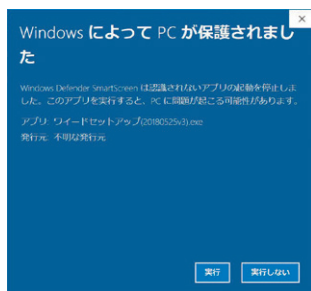 Windows によって PC が保護されまし
た
Windows Defender SmartScreen は認識されないアプリの起動を停止しま
した。このアプリを実行すると、PC に問題が起こる可能性があります。
アプリ: ワイードセットアップ(20180525v3).exe
発行元: 不明な発行元
実行
実行しない